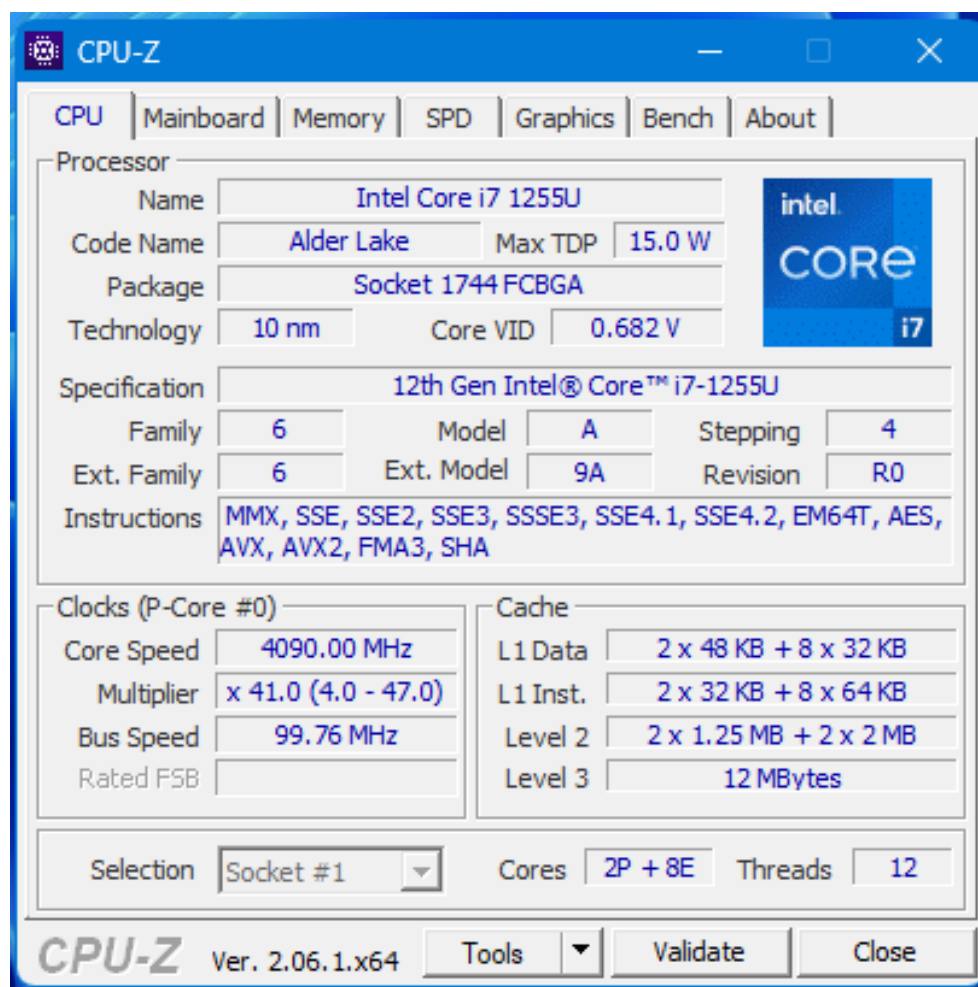 CPU-Z
CPU Mainboard Memory SPD Graphics Bench About
Processor
Name Intel Core i7 1255U
Code Name Alder Lake Max TDP 15.0 W
Package Socket 1744 FCBGA
Technology 10 nm Core VID 0.682 V
intel.
CORE
i7
Specification 12th Gen Intel® Core™ i7-1255U
Family 6 Model A Stepping 4
Ext. Family 6 Ext. Model 9A Revision R0
Instructions MMX, SSE, SSE2, SSE3, SSSE3, SSE4.1, SSE4.2, EM64T, AES,
AVX, AVX2, FMA3, SHA
Clocks (P-Core #0)
Core Speed 4090.00 MHz
Multiplier x 41.0 (4.0 - 47.0)
Bus Speed 99.76 MHz
Rated FSB
Cache
L1 Data 2 x 48 KB + 8 x 32 KB
L1 Inst. 2 x 32 KB + 8 x 64 KB
Level 2 2 x 1.25 MB + 2 x 2 MB
Level 3 12 MBytes
Selection Socket #1 Cores 2P + 8E Threads 12
CPU-Z Ver. 2.06.1.x64 Tools Validate Close